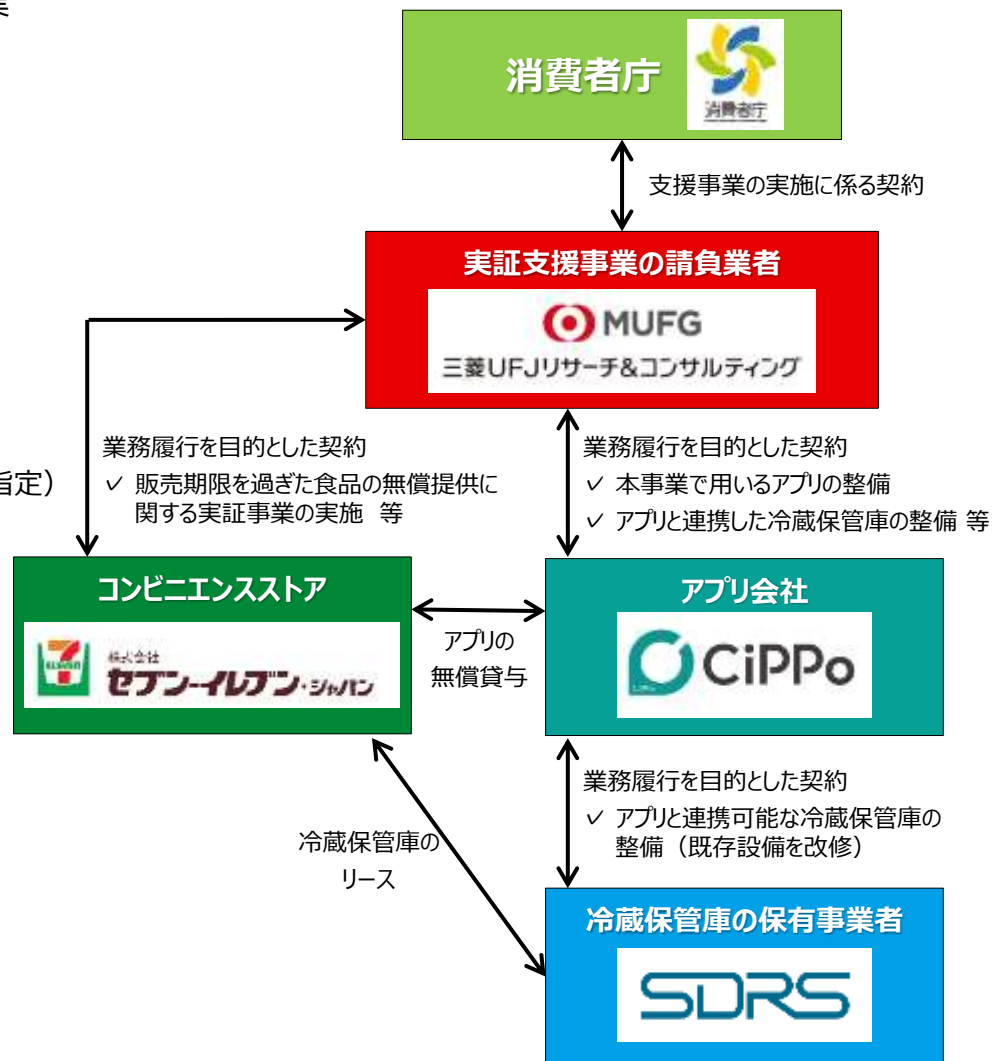 業
消費者庁
消費者庁
支援事業の実施に係る契約
実証支援事業の請負業者
MUFG
三菱UFJリサーチ&コンサルティング
業務履行を目的とした契約
✓ 販売期限を過ぎた食品の無償提供に
関する実証事業の実施 等
業務履行を目的とした契約
✓ 本事業で用いるアプリの整備
✓ アプリと連携した冷蔵保管庫の整備 等
指定）
コンビニエンスストア
株式会社
セブン-イレブン・ジャパン
アプリの
無償貸与
アプリ会社
CiPPo
業務履行を目的とした契約
✓ アプリと連携可能な冷蔵保管庫の
整備（既存設備を改修）
冷蔵保管庫の
リース
冷蔵保管庫の保有事業者
SDRS